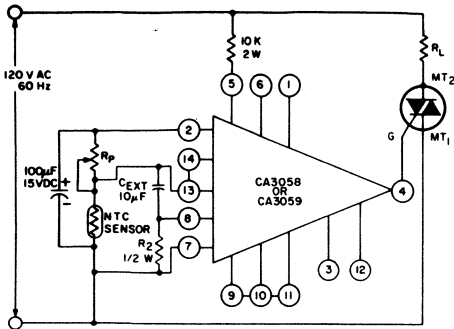 120 V AC
60 Hz
10 K
2 W
RL
MT2
MT1
G
5
6
1
2
14
13
8
7
4
3
12
9
10
11
100µF
15VDC
+
−
RP
CEXT
10µF
NTC
SENSOR
R2
1/2 W
CA3058
OR
CA3059